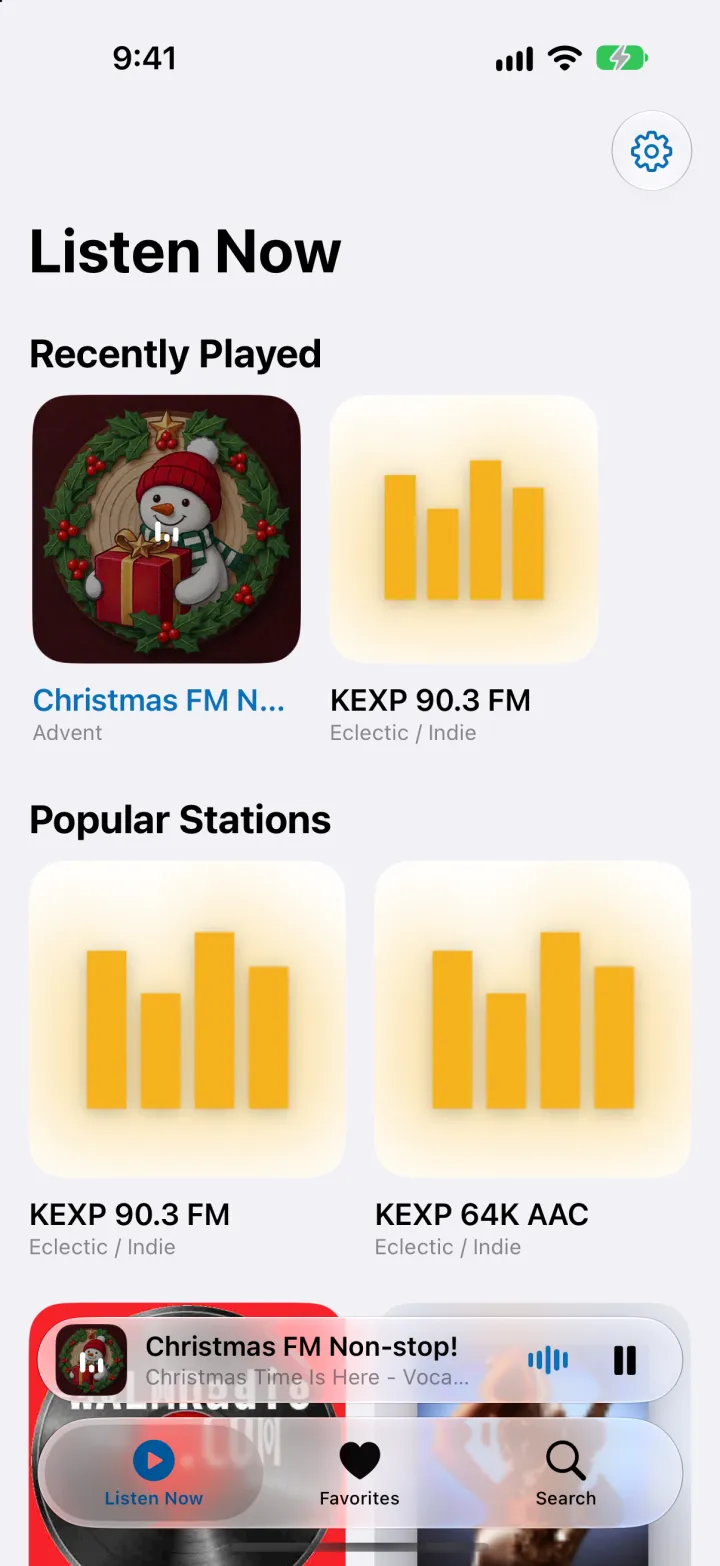 9:41
Listen Now
Recently Played
Christmas FM N...
Advent
KEXP 90.3 FM
Eclectic / Indie
Popular Stations
KEXP 90.3 FM
Eclectic / Indie
KEXP 64K AAC
Eclectic / Indie
Christmas FM Non-stop!
Christmas Time Is Here - Voca...
.COM
Listen Now
Favorites
Search